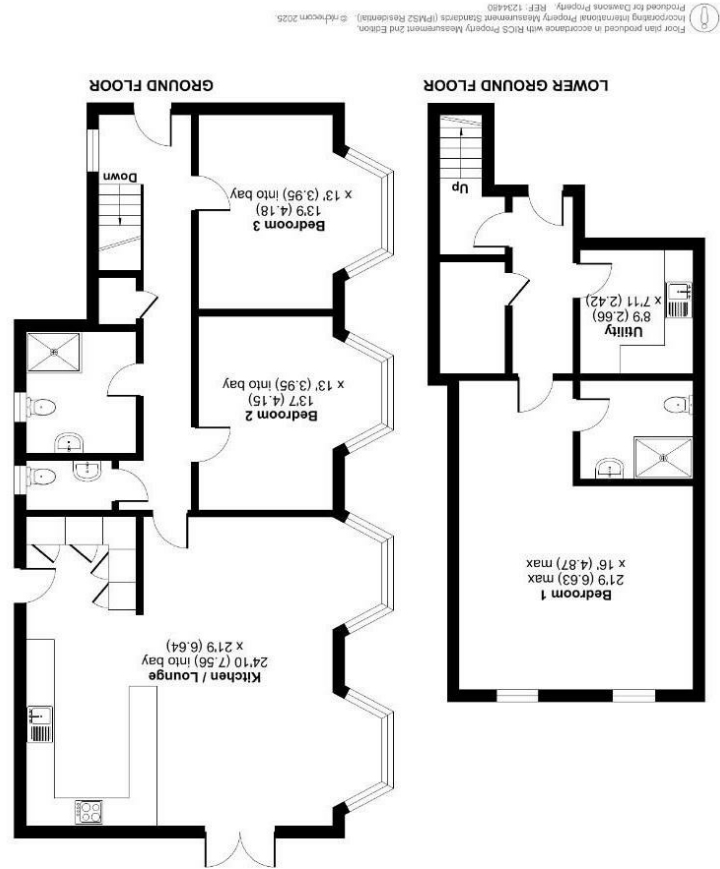 Kitchen / Lounge
24'10 (7.56) into bay
x 21'9 (6.64)
Bedroom 1
21'9 (6.63) max
x 16' (4.87) max
Bedroom 2
13'7 (4.15)
x 13' (3.95) into bay
Utility
8'9 (2.66)
x 7'11 (2.42)
Bedroom 3
13'9 (4.18)
x 13' (3.95) into bay
Down
Up
LOWER GROUND FLOOR
GROUND FLOOR
Floor plan produced in accordance with RICS Property Measurement 2nd Edition.
Incorporating International Property Measurement Standards (IPMS2 Residential). © nichecom 2025.
Produced for Dawsons Property. REF: 1234480